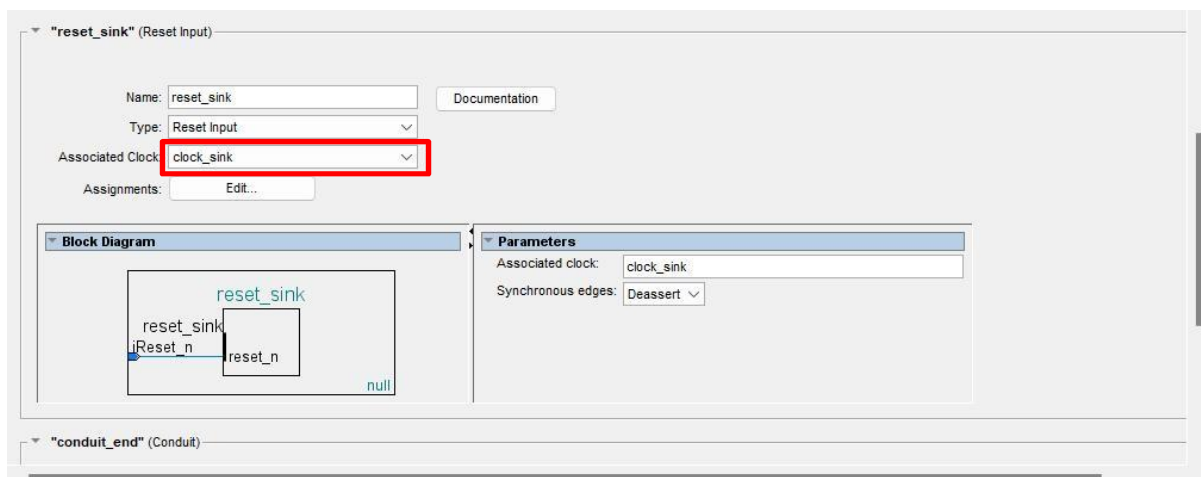 "reset_sink" (Reset Input)
Name: reset_sink Documentation
Type: Reset Input
Associated Clock: clock_sink
Assignments: Edit...
Block Diagram
reset_sink
reset_sink
iReset_n
reset_n
null
Parameters
Associated clock: clock_sink
Synchronous edges: Deassert
"conduit_end" (Conduit)